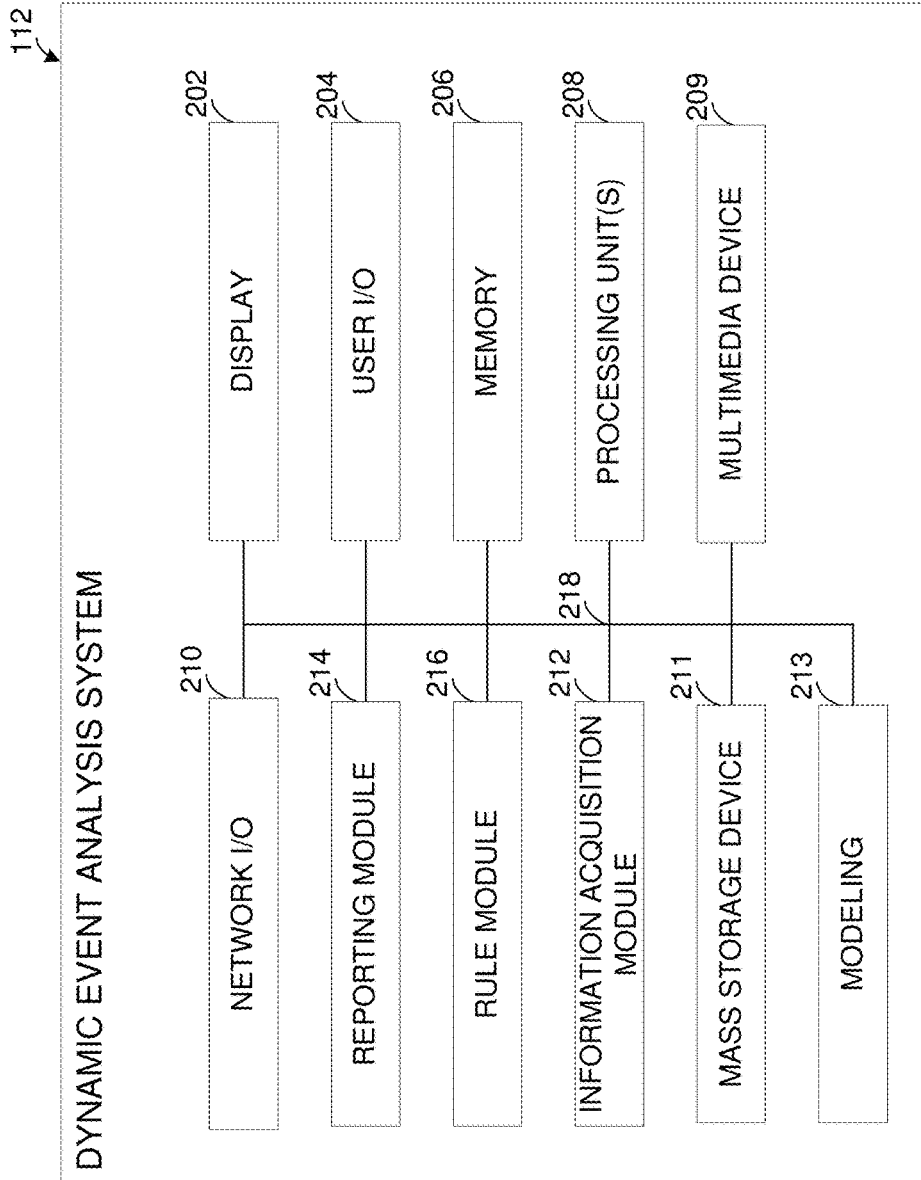 112
DYNAMIC EVENT ANALYSIS SYSTEM
210
NETWORK I/O
202
DISPLAY
214
REPORTING MODULE
204
USER I/O
216
RULE MODULE
206
MEMORY
218
212
INFORMATION ACQUISITION
MODULE
208
PROCESSING UNIT(S)
211
MASS STORAGE DEVICE
209
MULTIMEDIA DEVICE
213
MODELING